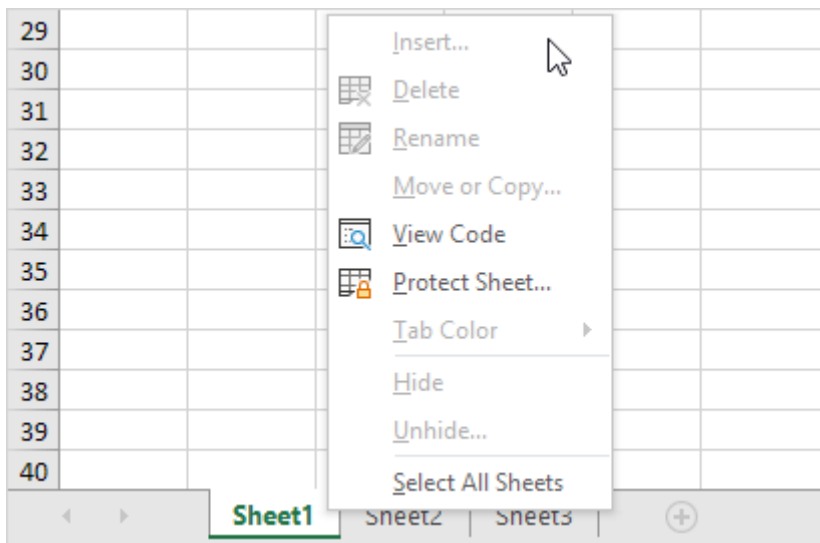 29
Insert...
30
Delete
31
Rename
32
33
Move or Copy...
34
View Code
35
Protect Sheet...
36
Tab Color
37
38
Hide
39
Unhide...
40
Select All Sheets
Sheet1 Sheet2 Sheet3